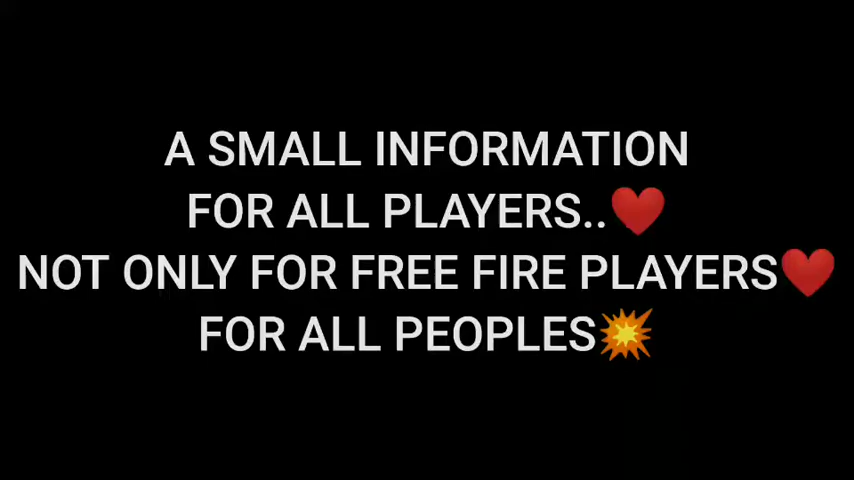 A SMALL INFORMATION
FOR ALL PLAYERS..❤️
NOT ONLY FOR FREE FIRE PLAYERS❤️
FOR ALL PEOPLES💥